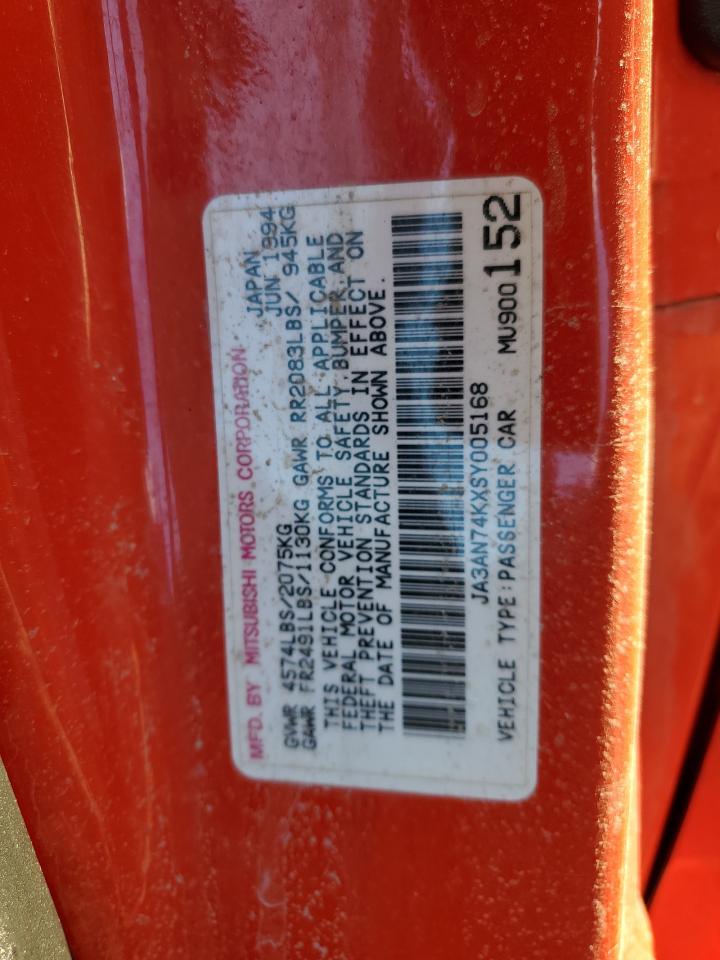 MFD. BY MITSUBISHI MOTORS CORPORATION JAPAN
GVWR 4574LBS/2075KG JUN 1994
GAWR FR2491LBS/1130KG GAWR RR2083LBS/ 945KG
THIS VEHICLE CONFORMS TO ALL APPLICABLE
FEDERAL MOTOR VEHICLE SAFETY, BUMPER, AND
THEFT PREVENTION STANDARDS IN EFFECT ON
THE DATE OF MANUFACTURE SHOWN ABOVE.
JA3AN74KXSY005168
VEHICLE TYPE:PASSENGER CAR MU900152